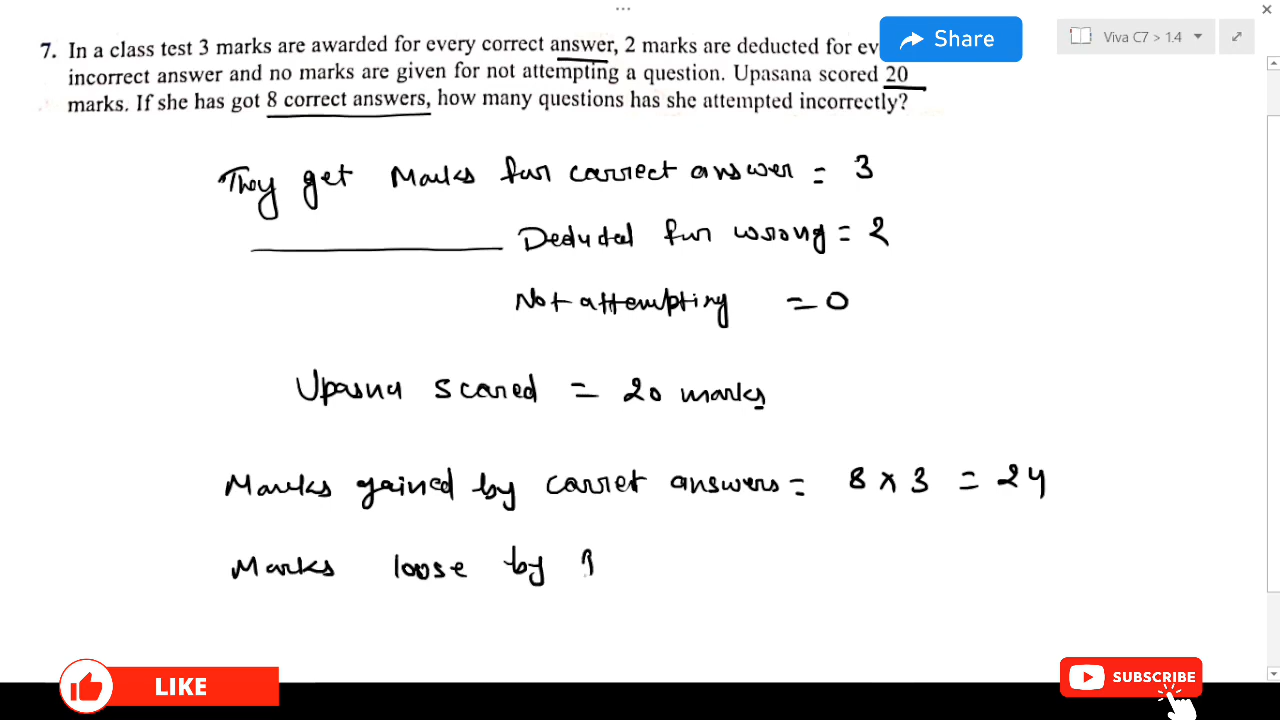 ...
Share
Viva C7 > 1.4
7. In a class test 3 marks are awarded for every correct answer, 2 marks are deducted for ev
incorrect answer and no marks are given for not attempting a question. Upasana scored 20
marks. If she has got 8 correct answers, how many questions has she attempted incorrectly?
They get Marks for correct answer = 3
Deducted for wrong = 2
Not attempting = 0
Upasna scored = 20 marks
Marks gained by correct answers = 8 x 3 = 24
Marks loose by
LIKE
SUBSCRIBE